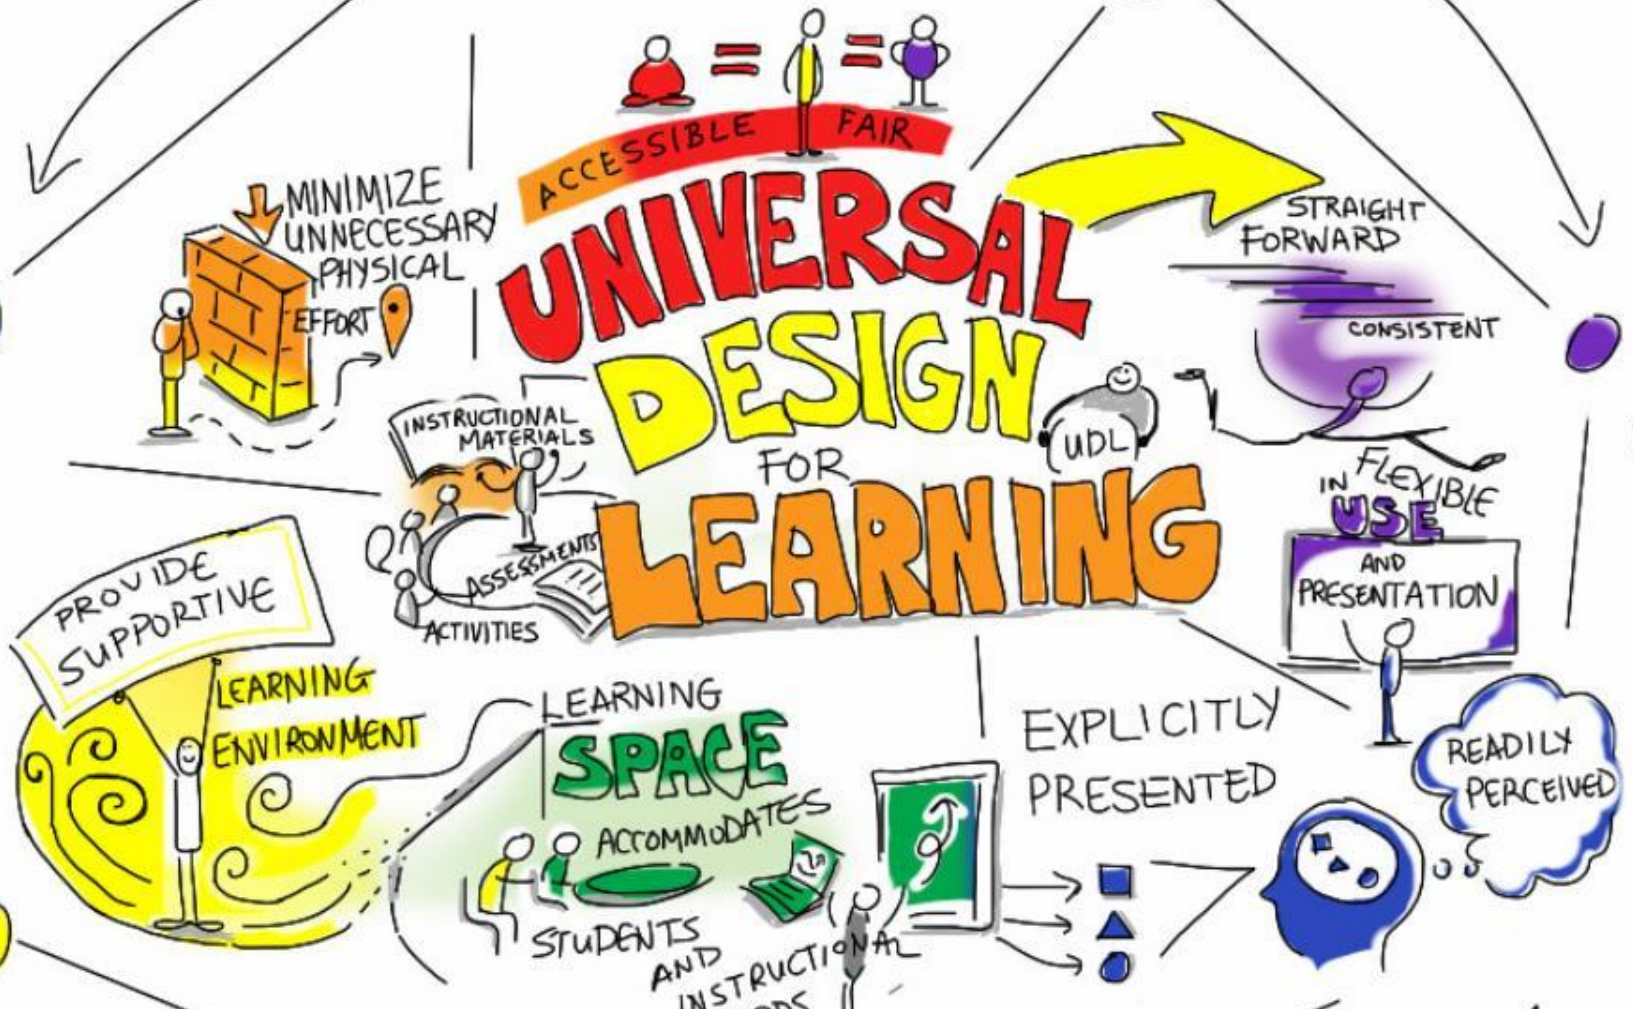 ACCESSIBLE FAIR
UNIVERSAL
DESIGN
FOR
LEARNING
UDL
STRAIGHT
FORWARD
CONSISTENT
FLEXIBLE
IN
USE
AND
PRESENTATION
READILY
PERCEIVED
EXPLICITLY
PRESENTED
LEARNING
SPACE
ACCOMMODATES
STUDENTS
AND
INSTRUCTIONAL
PROVIDE
SUPPORTIVE
LEARNING
ENVIRONMENT
MINIMIZE
UNNECESSARY
PHYSICAL
EFFORT
INSTRUCTIONAL
MATERIALS
ASSESSMENTS
ACTIVITIES